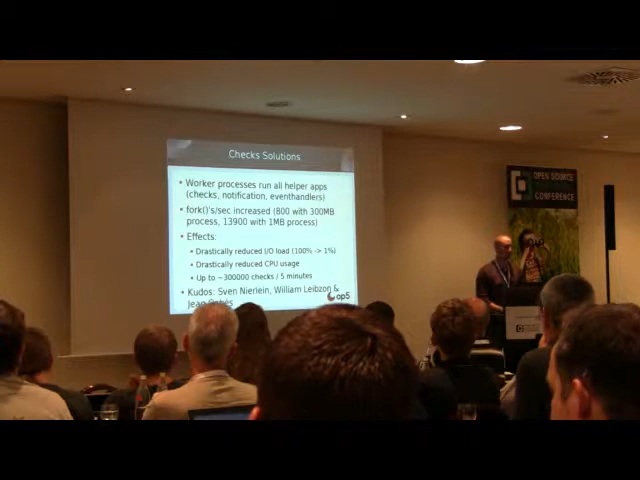 Checks Solutions
• Worker processes run all helper apps
(checks, notification, eventhandlers)
• fork()'s/sec increased (800 with 300MB
process, 13900 with 1MB process)
• Effects:
• Drastically reduced I/O load (100% -> 1%)
• Drastically reduced CPU usage
• Up to ~300000 checks / 5 minutes
• Kudos: Sven Nierlein, William Leibzon &
Jean
op5
OPEN SOURCE
CONFERENCE